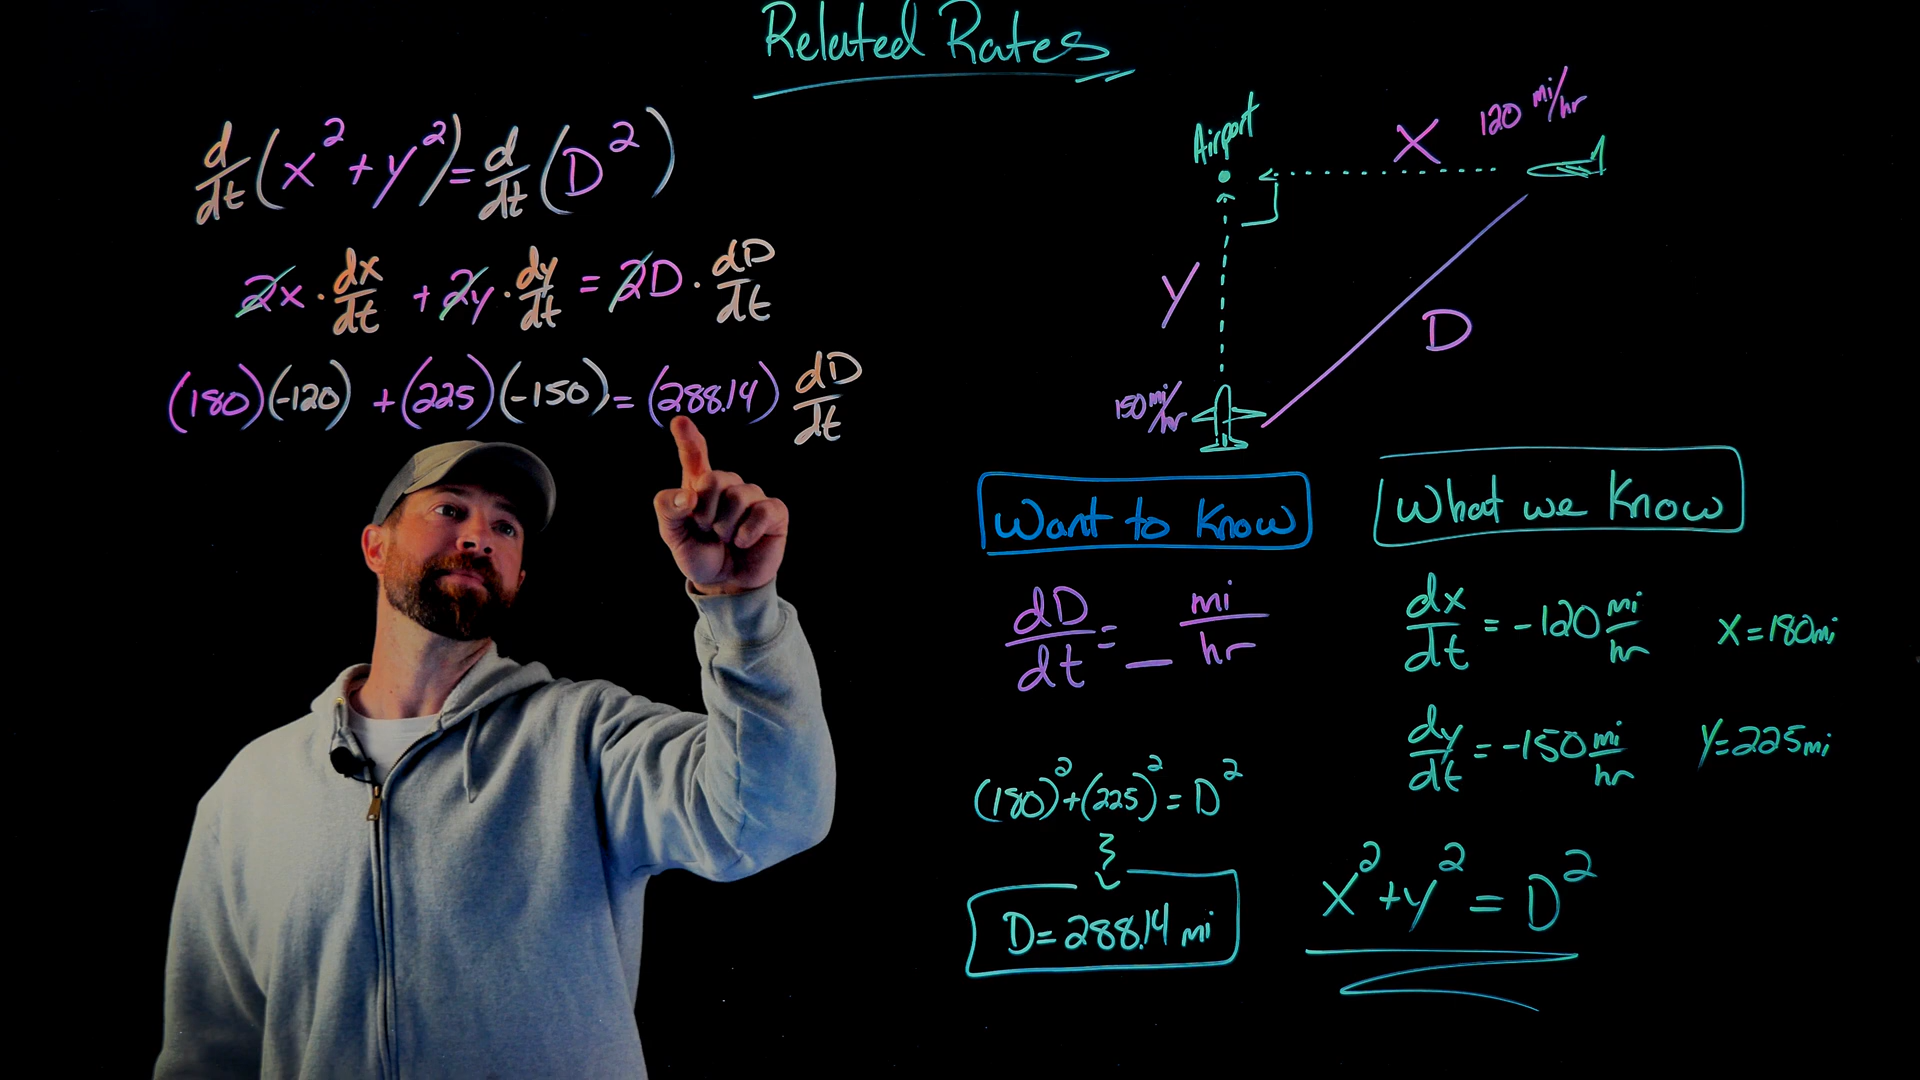 Related Rates
d/dt (x² + y²) = d/dt (D²)
2x · dx/dt + 2y · dy/dt = 2D · dD/dt
(180)(-120) + (225)(-150) = (288.14) dD/dt
Airport
X
120 mi/hr
Y
D
150 mi/hr
Want to Know
dD/dt = _ mi/hr
(180)² + (225)² = D²
D = 288.14 mi
What we Know
dx/dt = -120 mi/hr X = 180mi
dy/dt = -150 mi/hr Y = 225mi
X² + y² = D²